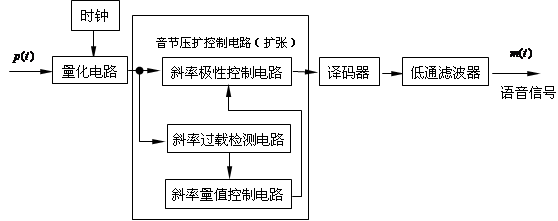 时钟
音节压扩控制电路（扩张）
p(i)
量化电路
斜率极性控制电路
译码器
低通滤波器
m(i)
语音信号
斜率过载检测电路
斜率量值控制电路